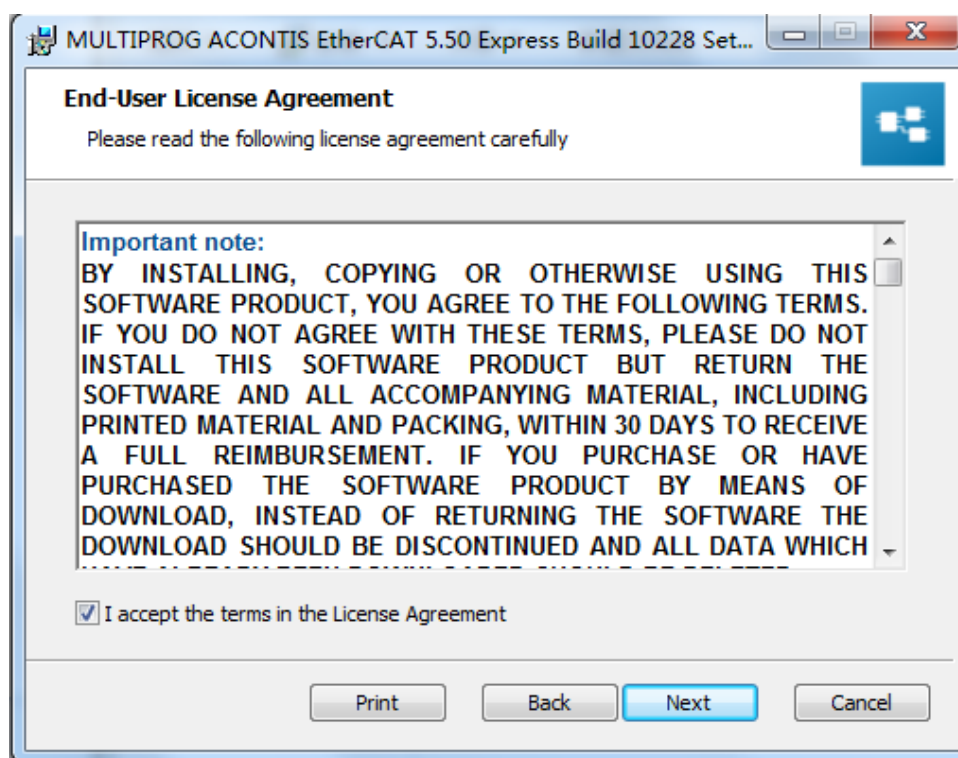 MULTIPROG ACONTIS EtherCAT 5.50 Express Build 10228 Set...
End-User License Agreement
Please read the following license agreement carefully
Important note:
BY INSTALLING, COPYING OR OTHERWISE USING THIS
SOFTWARE PRODUCT, YOU AGREE TO THE FOLLOWING TERMS.
IF YOU DO NOT AGREE WITH THESE TERMS, PLEASE DO NOT
INSTALL THIS SOFTWARE PRODUCT BUT RETURN THE
SOFTWARE AND ALL ACCOMPANYING MATERIAL, INCLUDING
PRINTED MATERIAL AND PACKING, WITHIN 30 DAYS TO RECEIVE
A FULL REIMBURSEMENT. IF YOU PURCHASE OR HAVE
PURCHASED THE SOFTWARE PRODUCT BY MEANS OF
DOWNLOAD, INSTEAD OF RETURNING THE SOFTWARE THE
DOWNLOAD SHOULD BE DISCONTINUED AND ALL DATA WHICH
I accept the terms in the License Agreement
Print Back Next Cancel